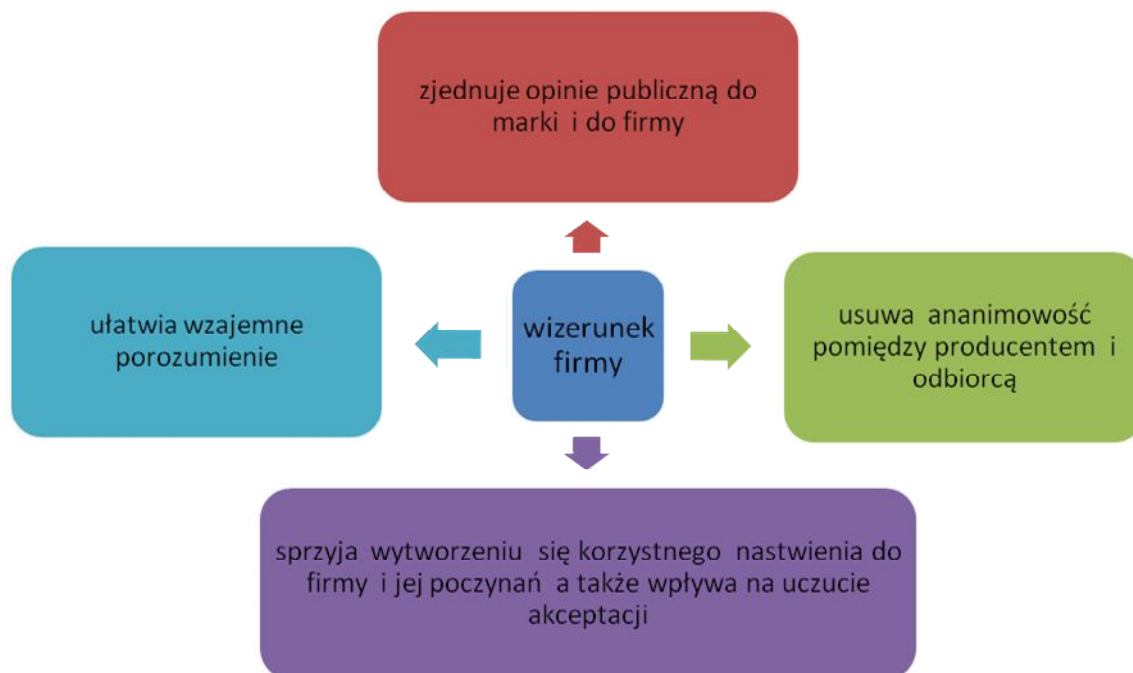 zjednuje opinie publiczną do
marki i do firmy
ułatwia wzajemne
porozumienie
wizerunek
firmy
usuwa ananimowość
pomiędzy producentem i
odbiorcą
sprzyja wytworzeniu się korzystnego nastwienia do
firmy i jej poczynań a także wpływa na uczucie
akceptacji